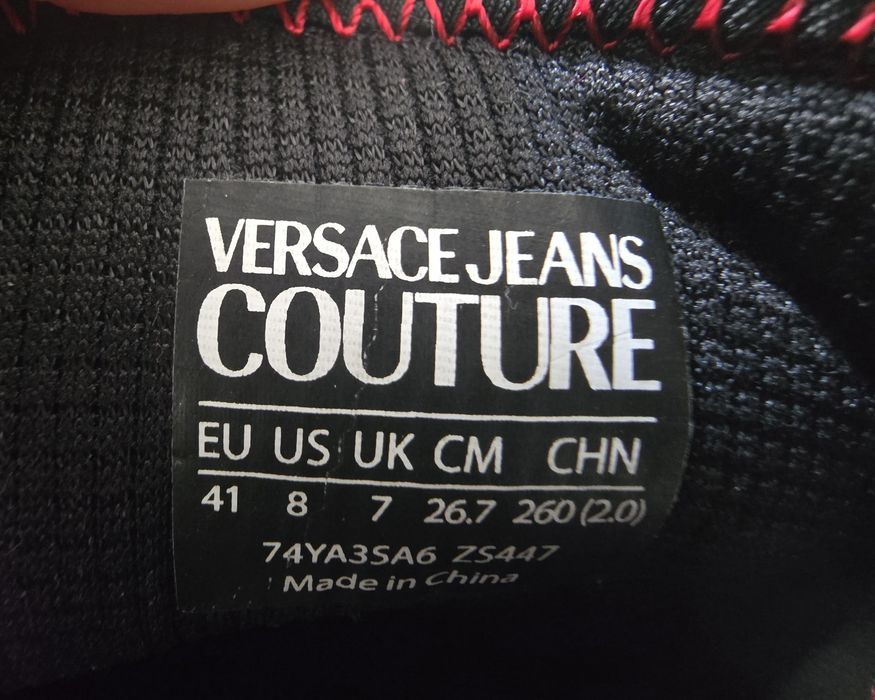 VERSACE JEANS
COUTURE
EU US UK CM CHN
41 8 7 26.7 260 (2.0)
74YA3SA6 ZS447
Made in China